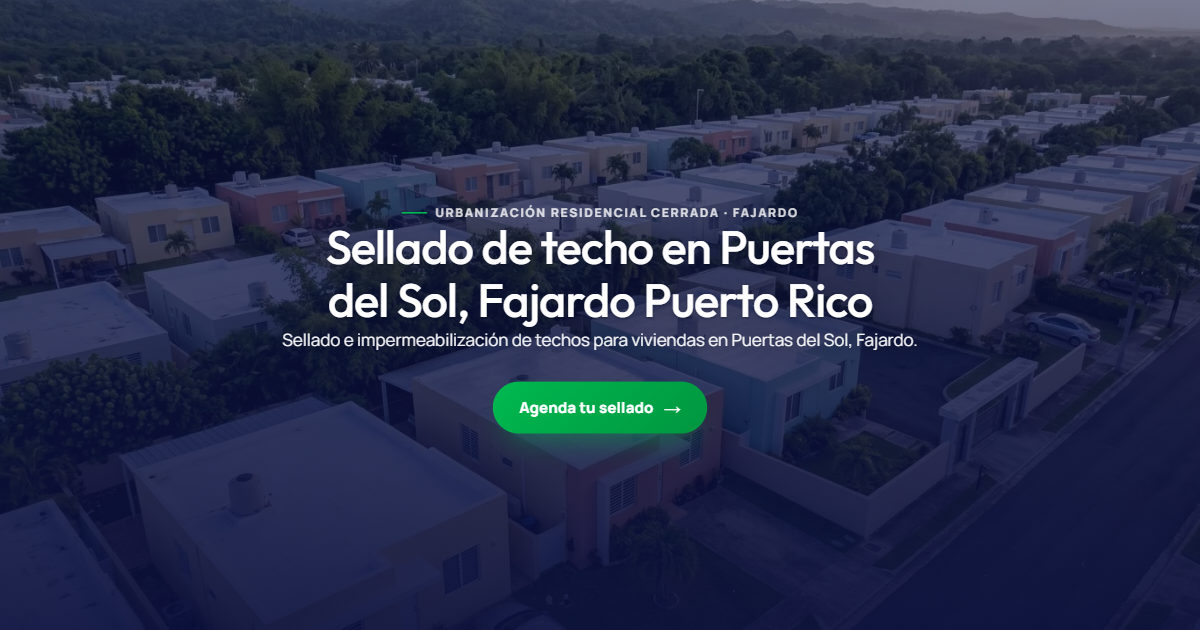 URBANIZACIÓN RESIDENCIAL CERRADA · FAJARDO
Sellado de techo en Puertas
del Sol, Fajardo Puerto Rico
Sellado e impermeabilización de techos para viviendas en Puertas del Sol, Fajardo.
Agenda tu sellado →